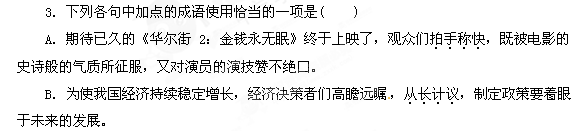 3. 下列各句中加点的成语使用恰当的一项是(    )
A. 期待已久的《华尔街 2：金钱永无眠》终于上映了，观众们拍手称快，既被电影的
史诗般的气质所征服，又对演员的演技赞不绝口。
B. 为使我国经济持续稳定增长，经济决策者们高瞻远瞩，从长计议，制定政策要着眼
于未来的发展。